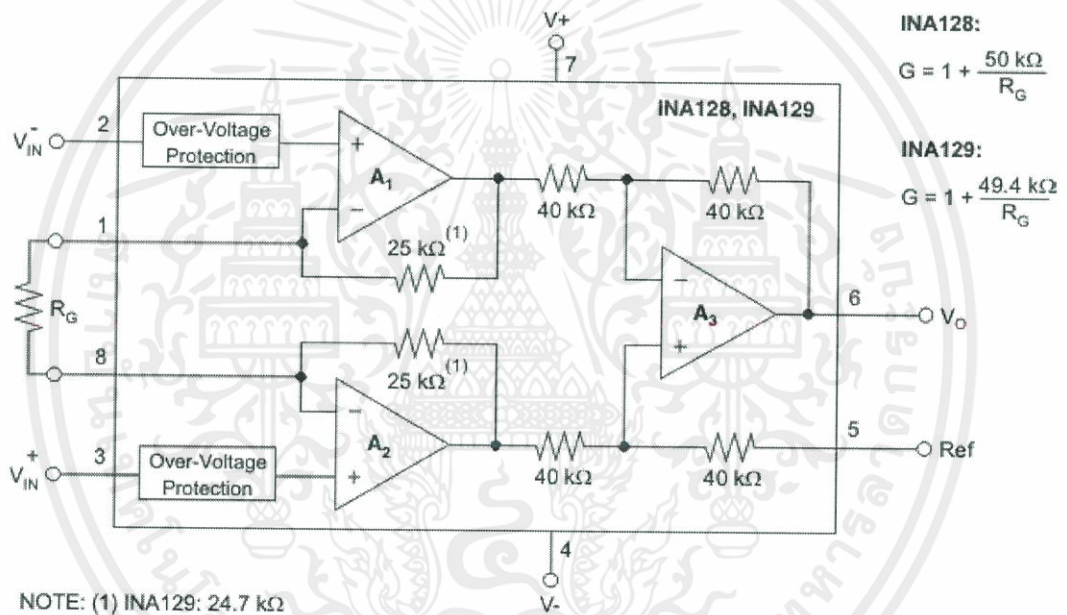 V+
7
INA128:
G = 1 + 50 kΩ / R_G
INA128, INA129
INA129:
G = 1 + 49.4 kΩ / R_G
V_IN^-
2
Over-Voltage
Protection
+
A₁
−
40 kΩ
40 kΩ
1
25 kΩ⁽¹⁾
R_G
−
A₃
+
6
V_O
8
25 kΩ⁽¹⁾
−
A₂
+
5
Ref
V_IN^+
3
Over-Voltage
Protection
40 kΩ
40 kΩ
4
V-
NOTE: (1) INA129: 24.7 kΩ